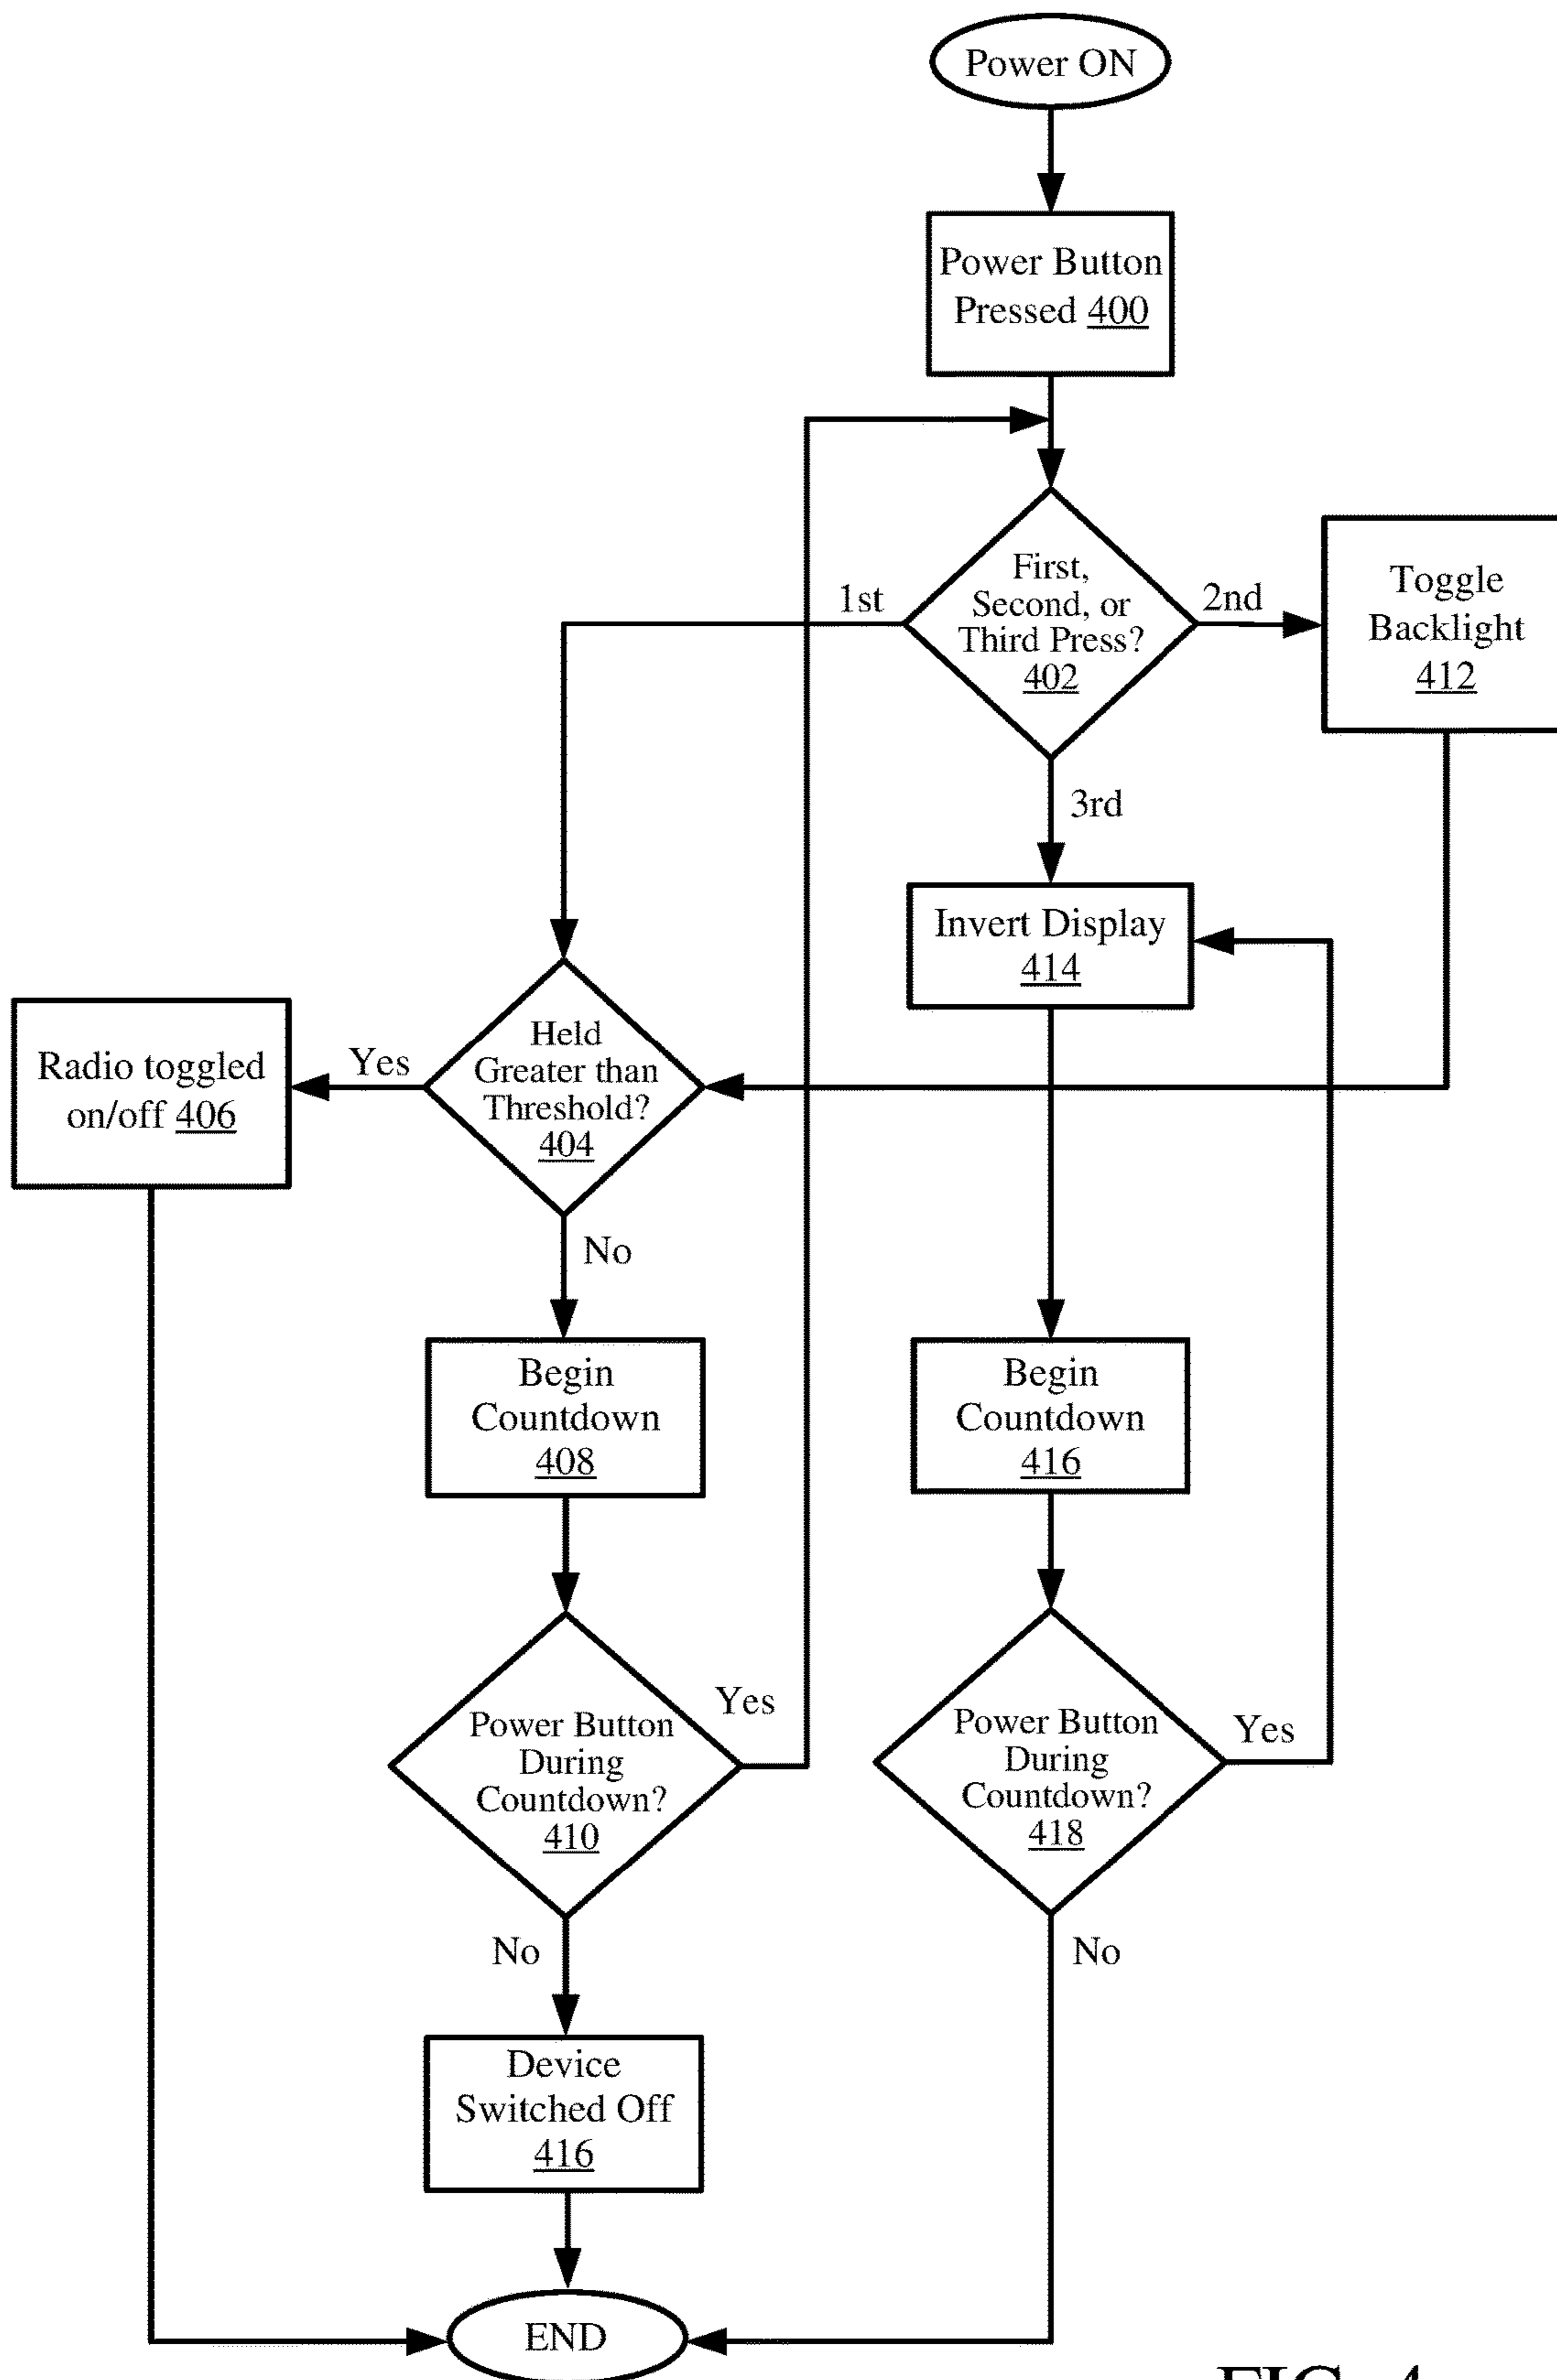 Power ON
Power Button
Pressed 400
First,
Second, or
Third Press?
402
1st
2nd
3rd
Toggle
Backlight
412
Invert Display
414
Held
Greater than
Threshold?
404
Yes
Radio toggled
on/off 406
No
Begin
Countdown
408
Begin
Countdown
416
Power Button
During
Countdown?
410
Yes
Power Button
During
Countdown?
418
Yes
No
No
Device
Switched Off
416
END